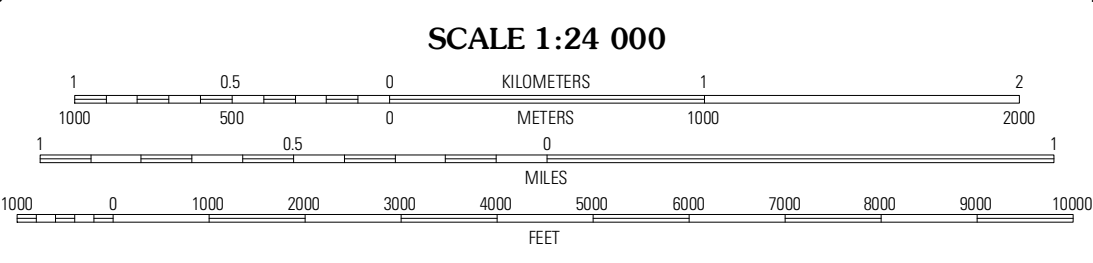 SCALE 1:24 000
1 0.5 0 KILOMETERS 1 2
1000 500 0 METERS 1000 2000
1 0.5 0 1
MILES
1000 0 1000 2000 3000 4000 5000 6000 7000 8000 9000 10000
FEET